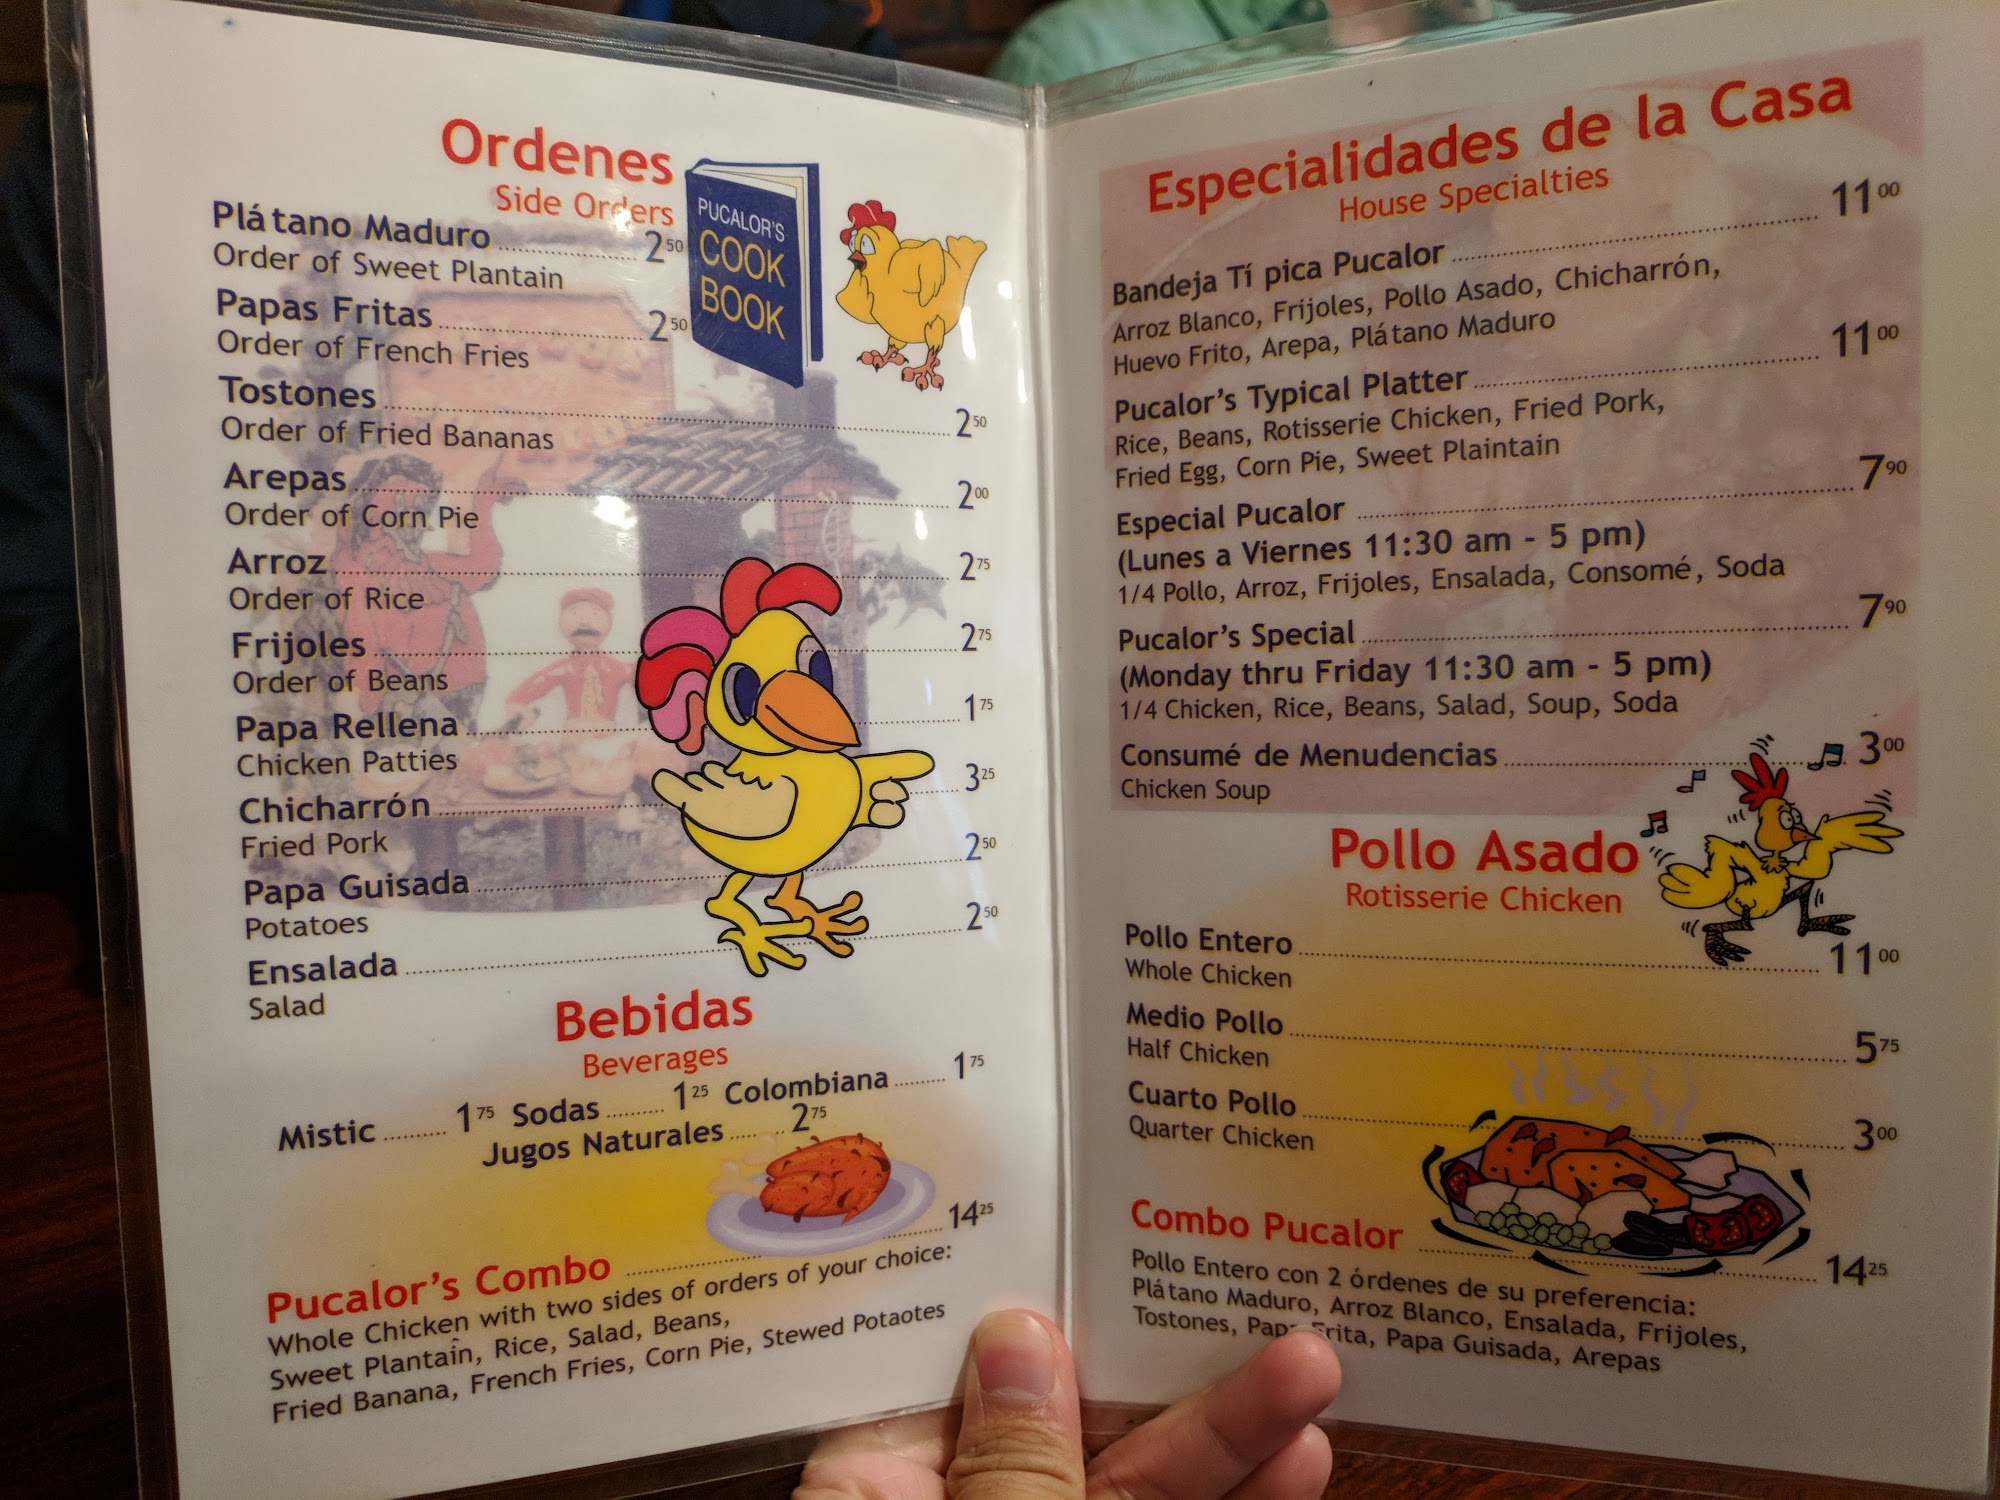 Ordenes
Side Orders
PUCALOR'S
COOK
BOOK
Plátano Maduro ........ 2 50
Order of Sweet Plantain
Papas Fritas ........ 2 50
Order of French Fries
Tostones ........ 2 50
Order of Fried Bananas
Arepas ........ 2 00
Order of Corn Pie
Arroz ........ 2 75
Order of Rice
Frijoles ........ 2 75
Order of Beans
Papa Rellena ........ 1 75
Chicken Patties
Chicharrón ........ 3 25
Fried Pork
Papa Guisada ........ 2 50
Potatoes
Ensalada ........ 2 50
Salad
Bebidas
Beverages
Mistic ........ 1 75 Sodas ........ 1 25 Colombiana ........ 1 75
Jugos Naturales ........ 2 75
Pucalor's Combo ........ 14 25
Whole Chicken with two sides of orders of your choice:
Sweet Plantain, Rice, Salad, Beans,
Fried Banana, French Fries, Corn Pie, Stewed Potaotes
Especialidades de la Casa
House Specialties
Bandeja Tí pica Pucalor ........ 11 00
Arroz Blanco, Frijoles, Pollo Asado, Chicharrón,
Huevo Frito, Arepa, Plátano Maduro
Pucalor's Typical Platter ........ 11 00
Rice, Beans, Rotisserie Chicken, Fried Pork,
Fried Egg, Corn Pie, Sweet Plaintain
Especial Pucalor ........ 7 90
(Lunes a Viernes 11:30 am - 5 pm)
1/4 Pollo, Arroz, Frijoles, Ensalada, Consomé, Soda
Pucalor's Special ........ 7 90
(Monday thru Friday 11:30 am - 5 pm)
1/4 Chicken, Rice, Beans, Salad, Soup, Soda
Consumé de Menudencias ........ 3 00
Chicken Soup
Pollo Asado
Rotisserie Chicken
Pollo Entero ........ 11 00
Whole Chicken
Medio Pollo ........ 5 75
Half Chicken
Cuarto Pollo ........ 3 00
Quarter Chicken
Combo Pucalor ........ 14 25
Pollo Entero con 2 órdenes de su preferencia:
Plátano Maduro, Arroz Blanco, Ensalada, Frijoles,
Tostones, Papa Frita, Papa Guisada, Arepas